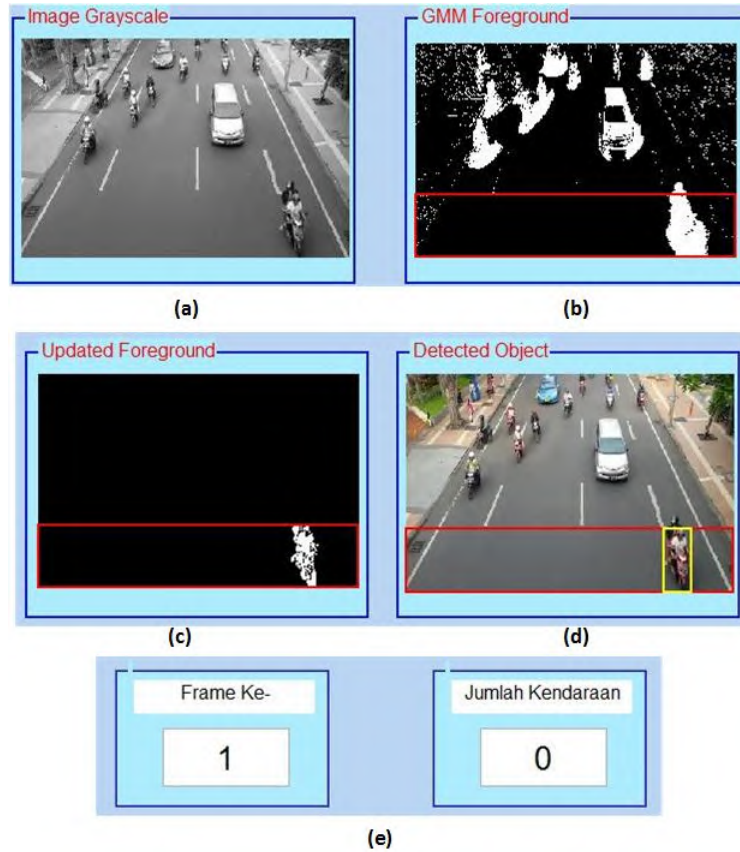 Image Grayscale
GMM Foreground
(a)
(b)
Updated Foreground
Detected Object
(c)
(d)
Frame Ke-
Jumlah Kendaraan
1
0
(e)